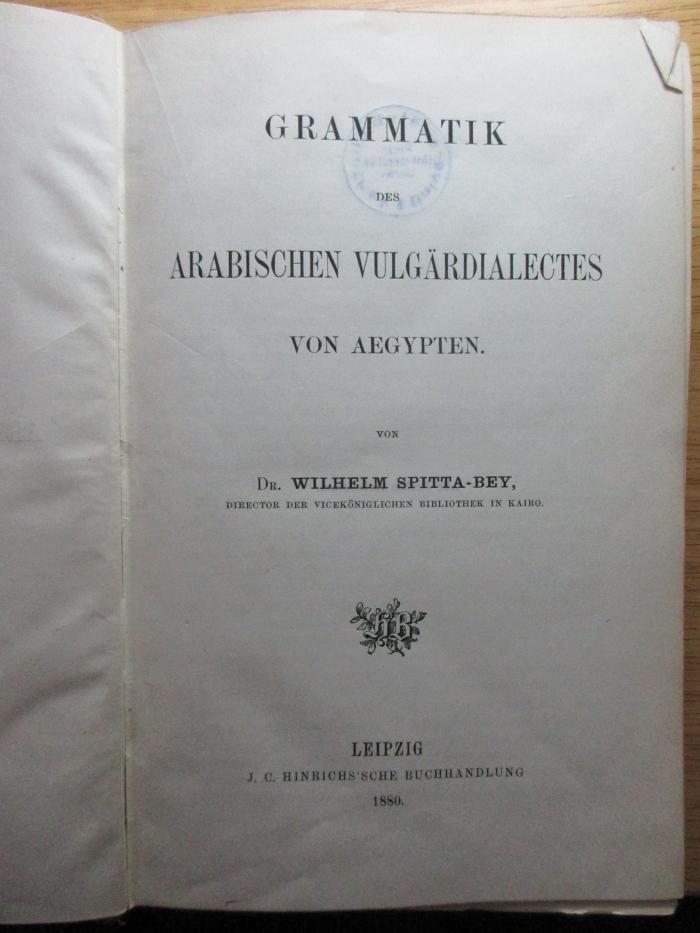 GRAMMATIK
DES
ARABISCHEN VULGÄRDIALECTES
VON AEGYPTEN.
VON
DR. WILHELM SPITTA-BEY,
DIRECTOR DER VICEKÖNIGLICHEN BIBLIOTHEK IN KAIRO.
HB
LEIPZIG
J. C. HINRICHS'SCHE BUCHHANDLUNG
1880.